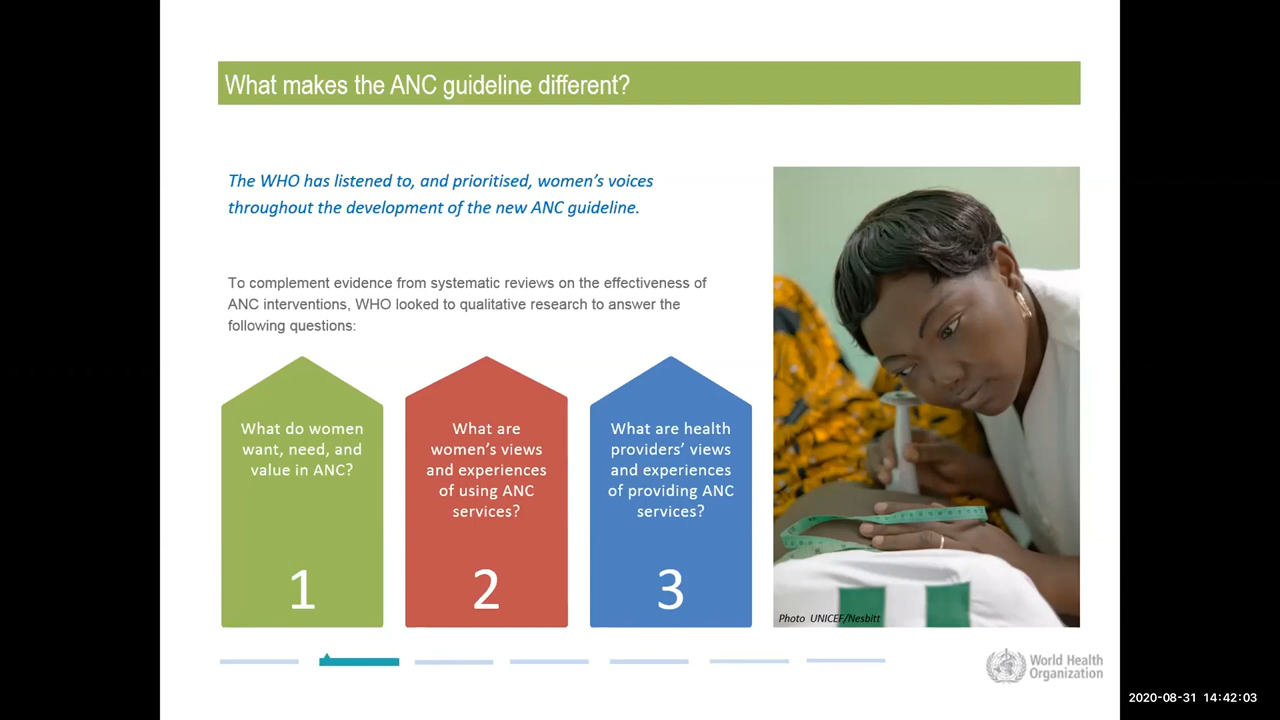 What makes the ANC guideline different?
The WHO has listened to, and prioritised, women's voices
throughout the development of the new ANC guideline.
To complement evidence from systematic reviews on the effectiveness of
ANC interventions, WHO looked to qualitative research to answer the
following questions:
What do women
want, need, and
value in ANC?
1
What are
women's views
and experiences
of using ANC
services?
2
What are health
providers' views
and experiences
of providing ANC
services?
3
Photo UNICEF/Nesbitt
World Health
Organization
2020-08-31 14:42:03